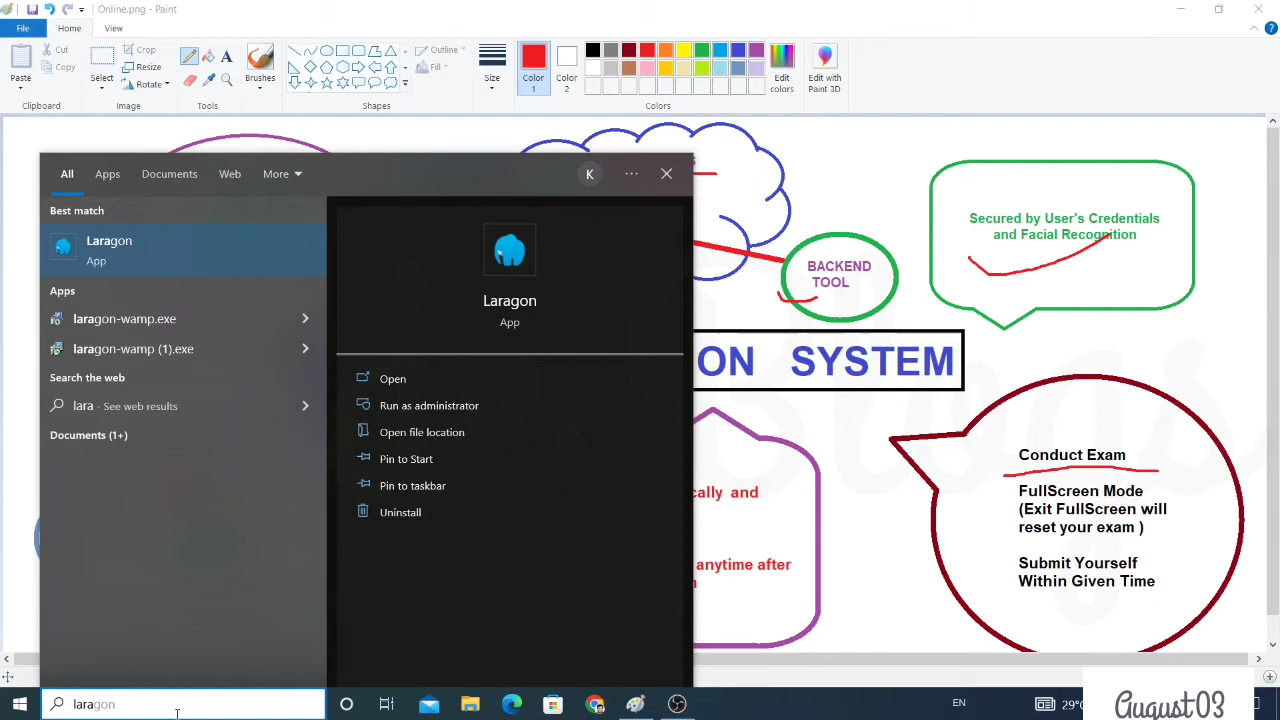 Online.png - Paint
File
Home
View
Paste
Cut
Copy
Clipboard
Select
Crop
Resize
Rotate
Image
Tools
Brushes
Shapes
Outline
Fill
Size
Color
1
Color
2
Edit
colors
Colors
Edit with
Paint 3D
All
Apps
Documents
Web
More
K
Best match
Laragon
App
Apps
laragon-wamp.exe
laragon-wamp (1).exe
Search the web
lara - See web results
Documents (1+)
Laragon
App
Open
Run as administrator
Open file location
Pin to Start
Pin to taskbar
Uninstall
BACKEND
TOOL
Secured by User's Credentials
and Facial Recognition
ON SYSTEM
cally and
anytime after
Conduct Exam
FullScreen Mode
(Exit FullScreen will
reset your exam )
Submit Yourself
Within Given Time
laragon
EN
29°
August03